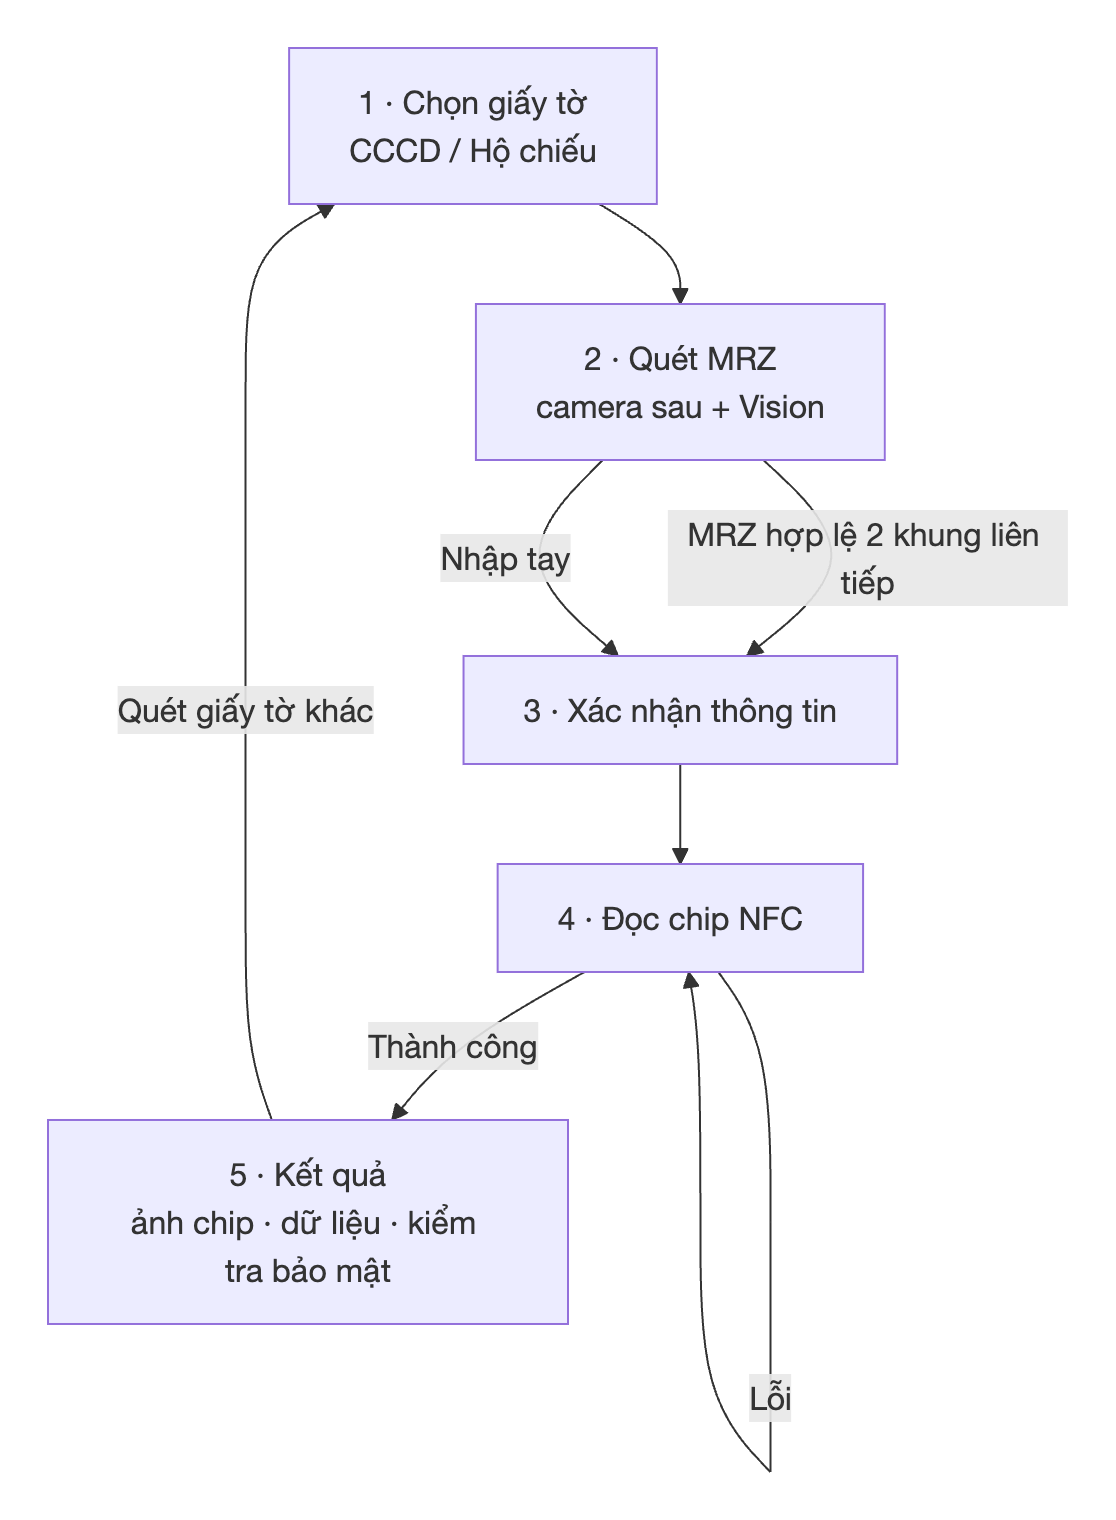 1 · Chọn giấy tờ
CCCD / Hộ chiếu
2 · Quét MRZ
camera sau + Vision
Nhập tay
MRZ hợp lệ 2 khung liên
tiếp
3 · Xác nhận thông tin
Quét giấy tờ khác
4 · Đọc chip NFC
Thành công
5 · Kết quả
ảnh chip · dữ liệu · kiểm
tra bảo mật
Lỗi